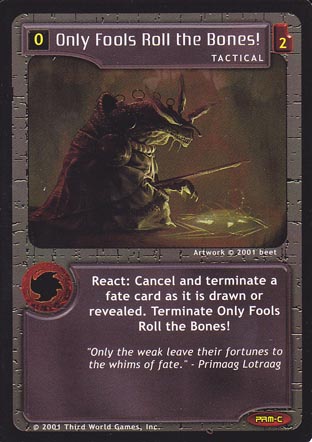 0 Only Fools Roll the Bones! 2
TACTICAL
Artwork © 2001 beet
React: Cancel and terminate a
fate card as it is drawn or
revealed. Terminate Only Fools
Roll the Bones!
"Only the weak leave their fortunes to
the whims of fate." - Primaag Lotraag
© 2001 Third World Games, Inc.
PRM-C